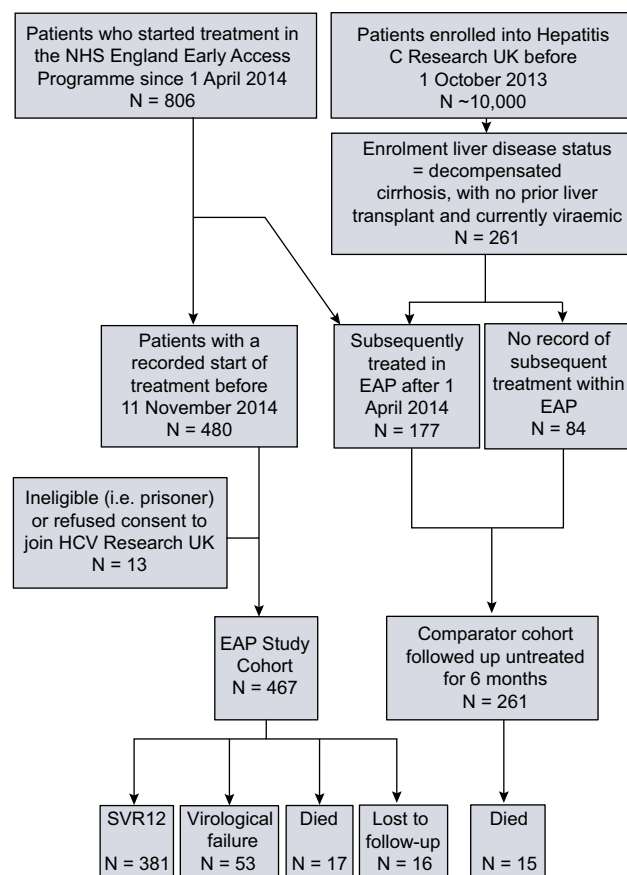 Patients who started treatment in
the NHS England Early Access
Programme since 1 April 2014
N = 806
Patients enrolled into Hepatitis
C Research UK before
1 October 2013
N ~10,000
Enrolment liver disease status
= decompensated
cirrhosis, with no prior liver
transplant and currently viraemic
N = 261
Patients with a
recorded start of
treatment before
11 November 2014
N = 480
Subsequently
treated in
EAP after 1
April 2014
N = 177
No record of
subsequent
treatment within
EAP
N = 84
Ineligible (i.e. prisoner)
or refused consent to
join HCV Research UK
N = 13
EAP Study
Cohort
N = 467
Comparator cohort
followed up untreated
for 6 months
N = 261
SVR12
N = 381
Virological
failure
N = 53
Died
N = 17
Lost to
follow-up
N = 16
Died
N = 15